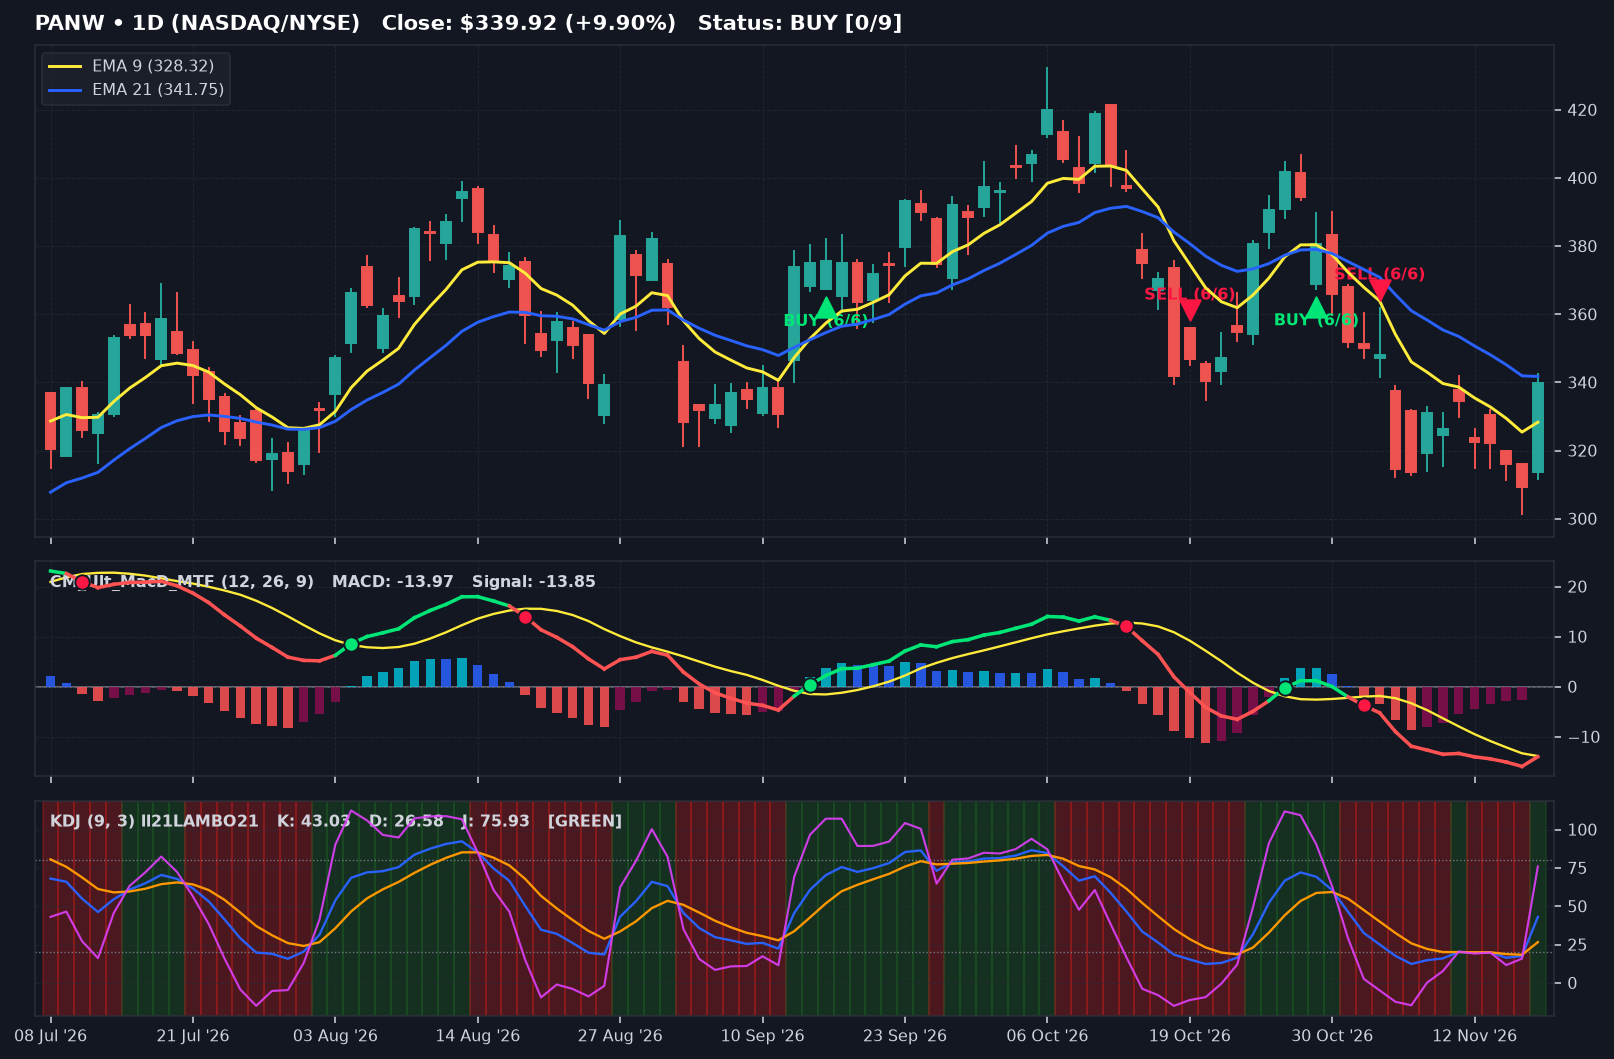 PANW • 1D (NASDAQ/NYSE)   Close: $339.92 (+9.90%)   Status: BUY [0/9]
EMA 9 (328.32)
EMA 21 (341.75)
420
400
380
360
340
320
300
SELL (6/6)
SELL (6/6)
BUY (6/6)
BUY (6/6)
CM_Ult_MacD_MTF (12, 26, 9)   MACD: -13.97   Signal: -13.85
20
10
0
−10
KDJ (9, 3) II21LAMBO21   K: 43.03   D: 26.58   J: 75.93   [GREEN]
100
75
50
25
0
08 Jul '26
21 Jul '26
03 Aug '26
14 Aug '26
27 Aug '26
10 Sep '26
23 Sep '26
06 Oct '26
19 Oct '26
30 Oct '26
12 Nov '26